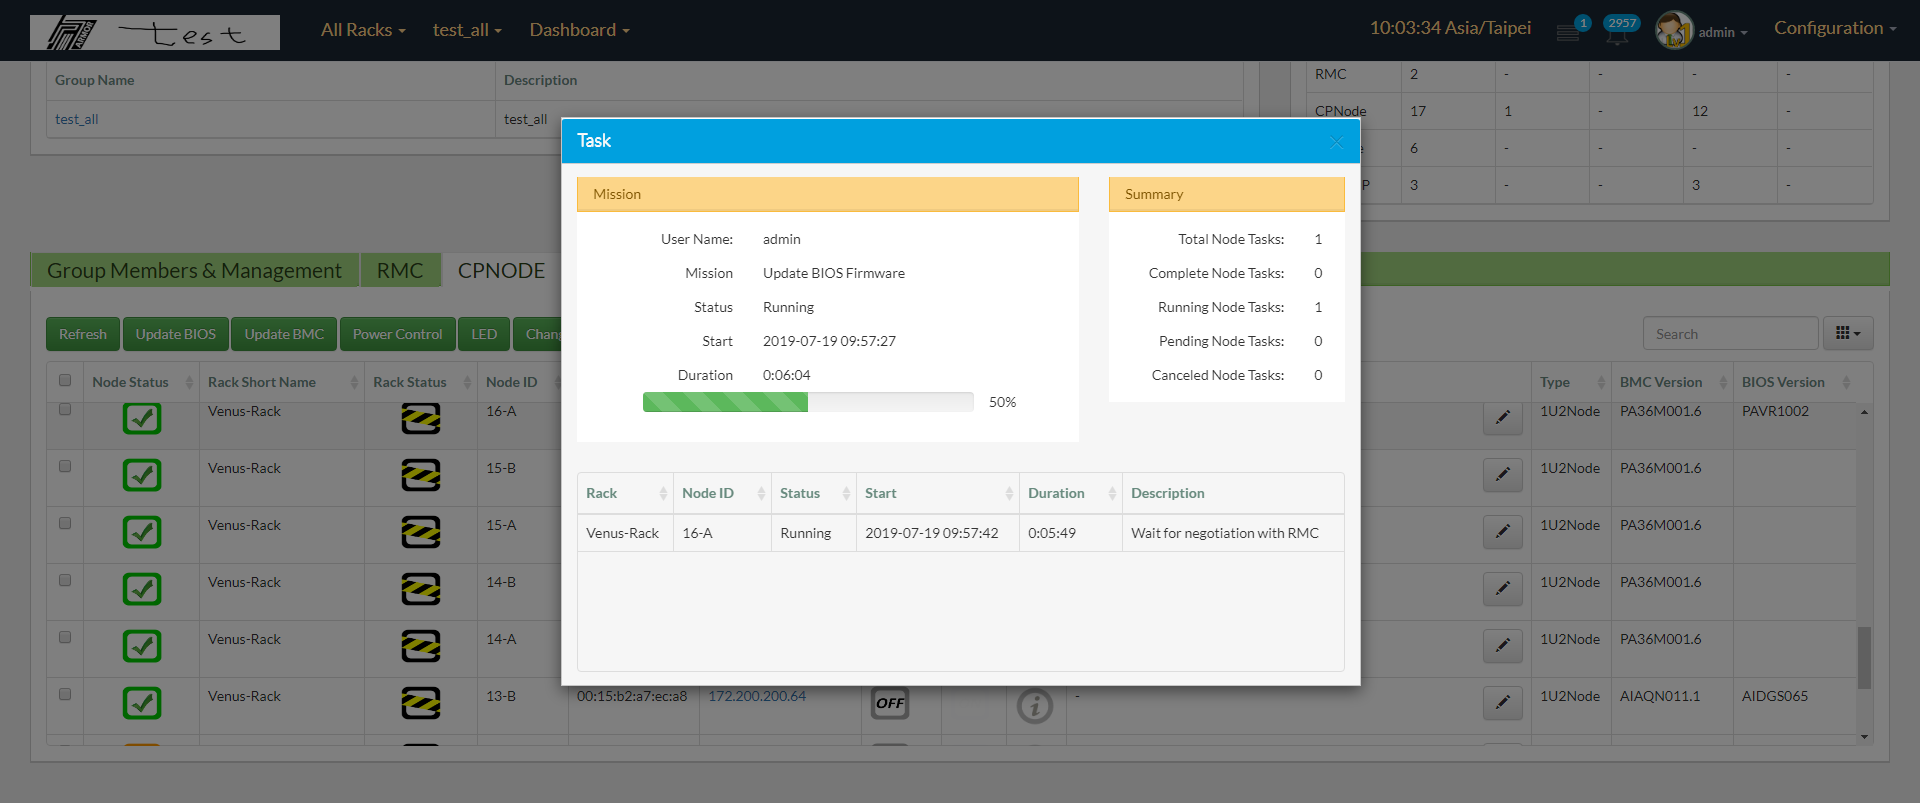 ARMOR test All Racks test_all Dashboard 10:03:34 Asia/Taipei 1 2957 admin Configuration
Group Name Description
test_all test_all
RMC 2 - - - -
CPNode 17 1 - 12 -
6 - - - -
P 3 - - 3 -
Task
Mission
User Name: admin
Mission Update BIOS Firmware
Status Running
Start 2019-07-19 09:57:27
Duration 0:06:04
50%
Summary
Total Node Tasks: 1
Complete Node Tasks: 0
Running Node Tasks: 1
Pending Node Tasks: 0
Canceled Node Tasks: 0
Rack Node ID Status Start Duration Description
Venus-Rack 16-A Running 2019-07-19 09:57:42 0:05:49 Wait for negotiation with RMC
Group Members & Management RMC CPNODE
Refresh Update BIOS Update BMC Power Control LED Chang Search
Node Status Rack Short Name Rack Status Node ID Type BMC Version BIOS Version
Venus-Rack 16-A 1U2Node PA36M001.6 PAVR1002
Venus-Rack 15-B 1U2Node PA36M001.6
Venus-Rack 15-A 1U2Node PA36M001.6
Venus-Rack 14-B 1U2Node PA36M001.6
Venus-Rack 14-A 1U2Node PA36M001.6
Venus-Rack 13-B 00:15:b2:a7:ec:a8 172.200.200.64 OFF - 1U2Node AIAQN011.1 AIDGS065